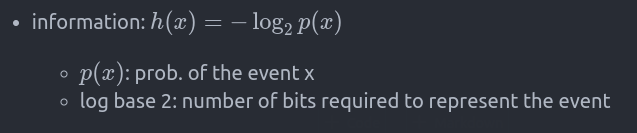 • information: h(x) = − log₂ p(x)
◦ p(x): prob. of the event x
◦ log base 2: number of bits required to represent the event